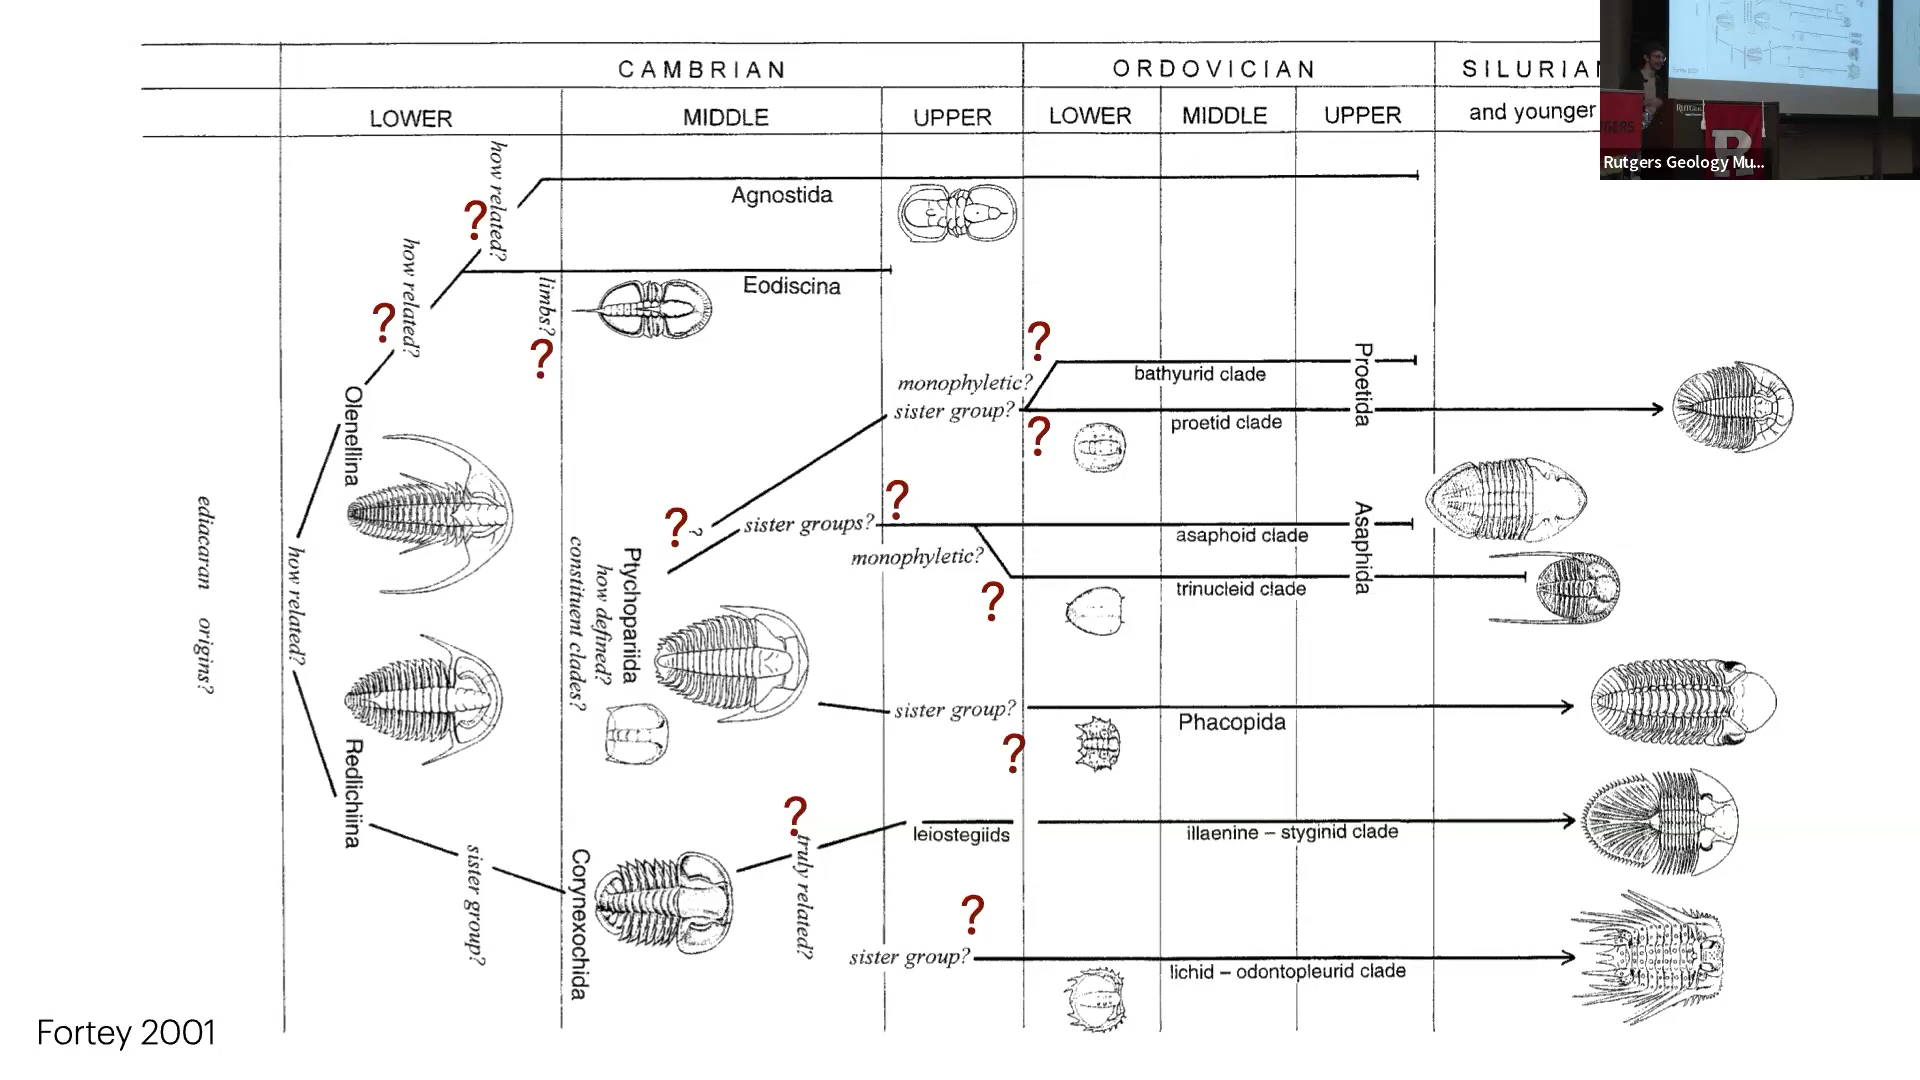 CAMBRIAN
ORDOVICIAN
SILURIAN
LOWER
MIDDLE
UPPER
LOWER
MIDDLE
UPPER
and younger
RUTGERS
Rutgers Geology Mu...
how related?
?
Agnostida
how related?
?
Eodiscina
limbs?
?
Olenellina
ediacaran origins?
how related?
Redlichiina
sister group?
Corynexochida
?
?
sister groups?
?
Ptychopariida
how defined?
constituent clades?
monophyletic?
sister group?
?
?
bathyurid clade
proetid clade
Proetida
monophyletic?
?
asaphoid clade
trinucleid clade
Asaphida
sister group?
?
Phacopida
?
truly related?
leiostegiids
illaenine – styginid clade
?
sister group?
lichid – odontopleurid clade
Fortey 2001